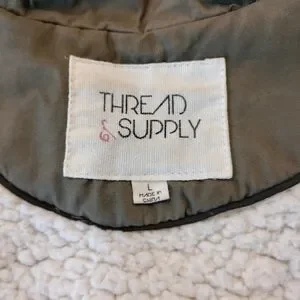 THREAD
& SUPPLY
L
MADE IN
CHINA